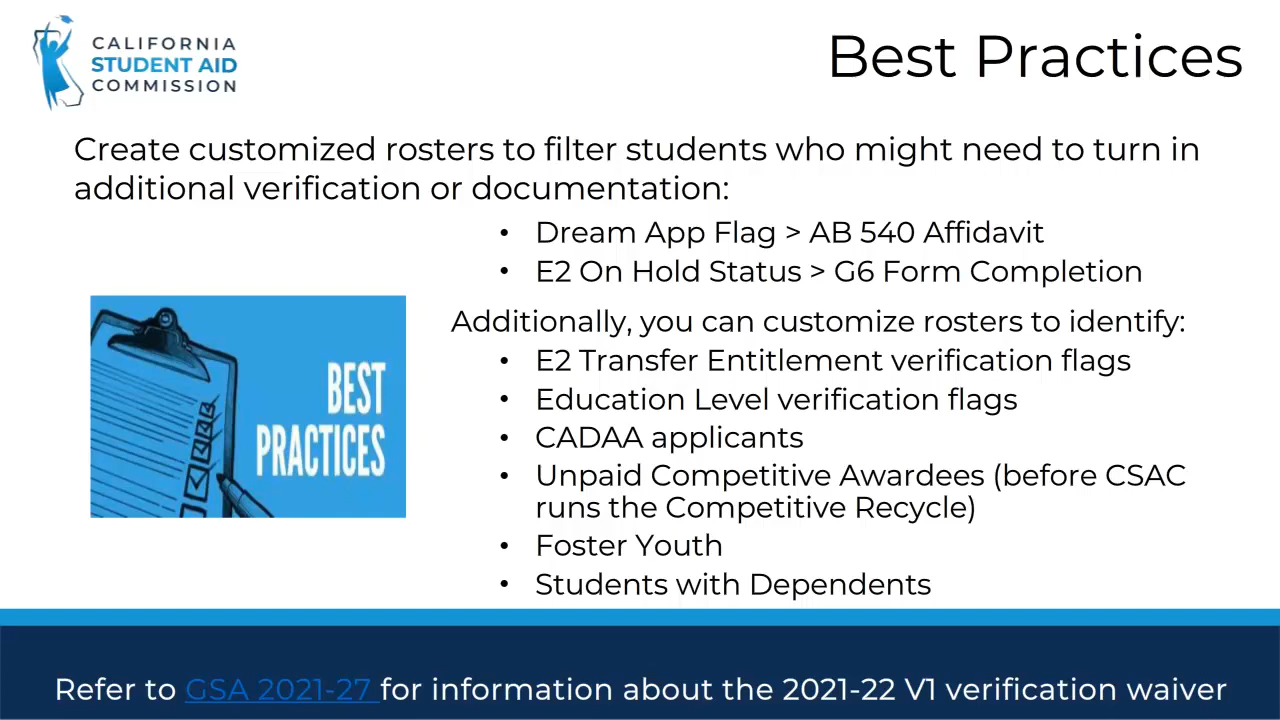 CALIFORNIA
STUDENT AID
COMMISSION
Best Practices
Create customized rosters to filter students who might need to turn in
additional verification or documentation:
• Dream App Flag > AB 540 Affidavit
• E2 On Hold Status > G6 Form Completion
BEST
PRACTICES
Additionally, you can customize rosters to identify:
• E2 Transfer Entitlement verification flags
• Education Level verification flags
• CADAA applicants
• Unpaid Competitive Awardees (before CSAC
runs the Competitive Recycle)
• Foster Youth
• Students with Dependents
Refer to GSA 2021-27 for information about the 2021-22 V1 verification waiver